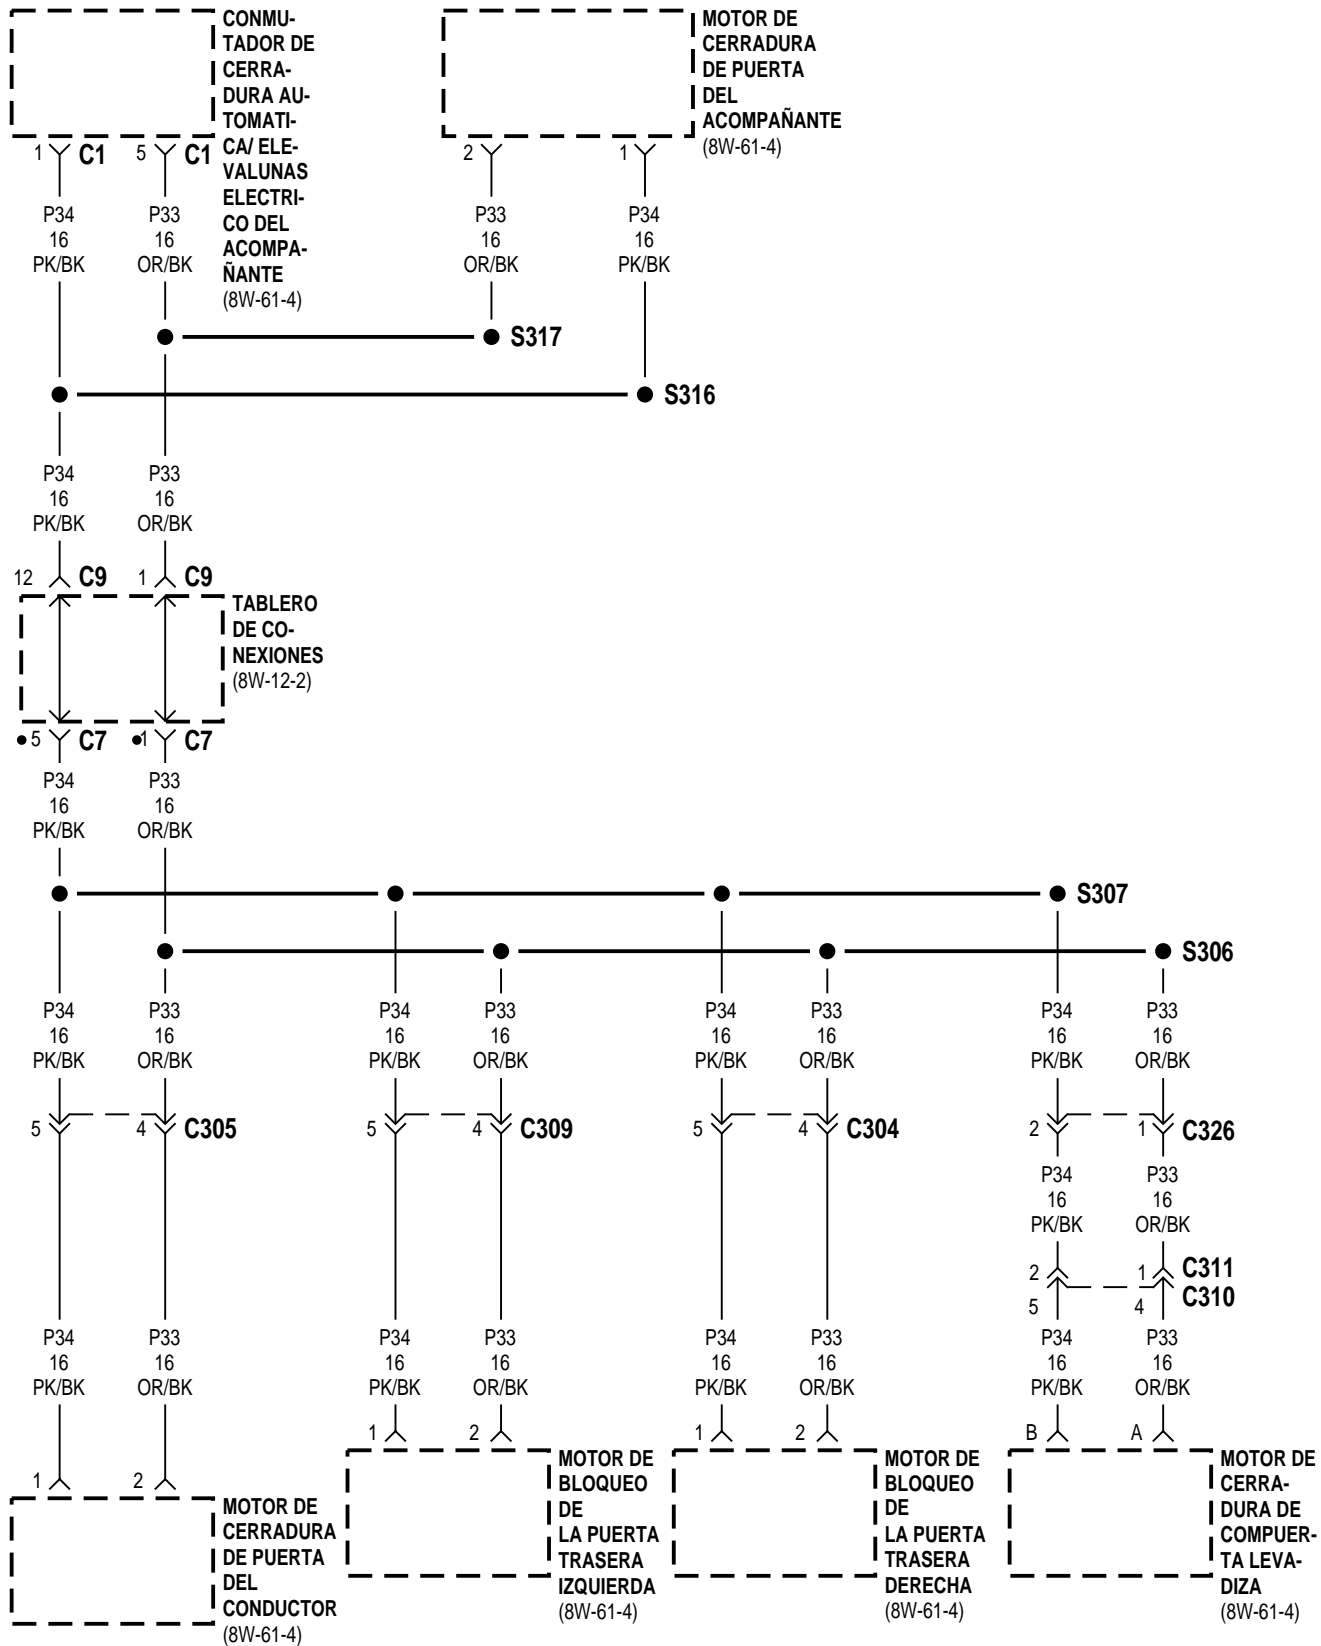 CONMU-
TADOR DE
CERRA-
DURA AU-
TOMATI-
CA/ ELE-
VALUNAS
ELECTRI-
CO DEL
ACOMPA-
ÑANTE
(8W-61-4)
MOTOR DE
CERRADURA
DE PUERTA
DEL
ACOMPAÑANTE
(8W-61-4)
1 C1 5 C1 2 1
P34 P33 P33 P34
16 16 16 16
PK/BK OR/BK OR/BK PK/BK
S317
S316
P34 P33
16 16
PK/BK OR/BK
12 C9 1 C9
TABLERO
DE CO-
NEXIONES
(8W-12-2)
•5 C7 •1 C7
P34 P33
16 16
PK/BK OR/BK
S307
S306
P34 P33 P34 P33 P34 P33 P34 P33
16 16 16 16 16 16 16 16
PK/BK OR/BK PK/BK OR/BK PK/BK OR/BK PK/BK OR/BK
5 4 C305 5 4 C309 5 4 C304 2 1 C326
P34 P33
16 16
PK/BK OR/BK
2 1 C311
5 4 C310
P34 P33 P34 P33 P34 P33 P34 P33
16 16 16 16 16 16 16 16
PK/BK OR/BK PK/BK OR/BK PK/BK OR/BK PK/BK OR/BK
1 2 1 2 B A
1 2
MOTOR DE
CERRADURA
DE PUERTA
DEL
CONDUCTOR
(8W-61-4)
MOTOR DE
BLOQUEO
DE
LA PUERTA
TRASERA
IZQUIERDA
(8W-61-4)
MOTOR DE
BLOQUEO
DE
LA PUERTA
TRASERA
DERECHA
(8W-61-4)
MOTOR DE
CERRA-
DURA DE
COMPUER-
TA LEVA-
DIZA
(8W-61-4)